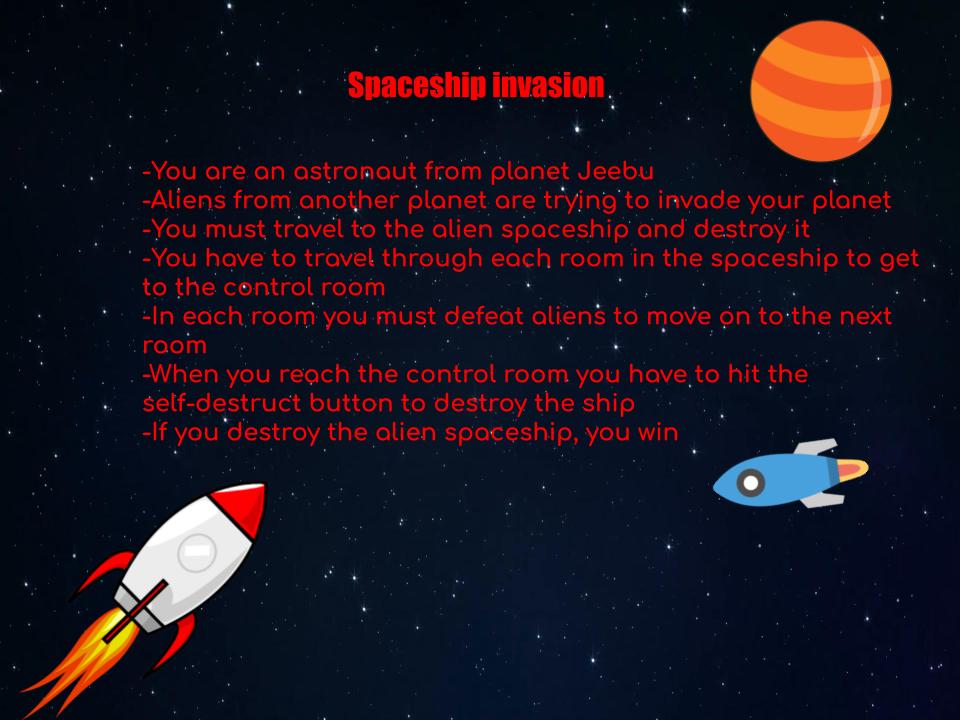 Spaceship invasion
-You are an astronaut from planet Jeebu
-Aliens from another planet are trying to invade your planet
-You must travel to the alien spaceship and destroy it
-You have to travel through each room in the spaceship to get
to the control room
-In each room you must defeat aliens to move on to the next
room
-When you reach the control room you have to hit the
self-destruct button to destroy the ship
-If you destroy the alien spaceship, you win